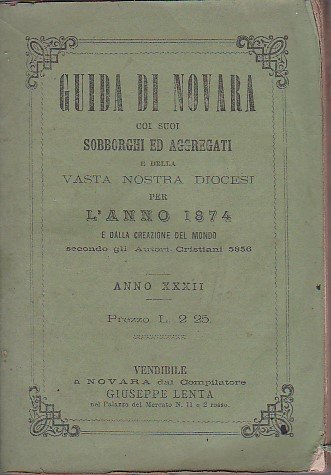 GUIDA DI NOVARA
COI SUOI
SOBBORGHI ED AGGREGATI
E DELLA
VASTA NOSTRA DIOCESI
PER
L'ANNO 1874
E DALLA CREAZIONE DEL MONDO
secondo gli Autori Cristiani 5856
ANNO XXXII
Prezzo L. 2 25.
VENDIBILE
A NOVARA dal Compilatore
GIUSEPPE LENTA
nel Palazzo del Mercato N. 11 e 2 rosso.